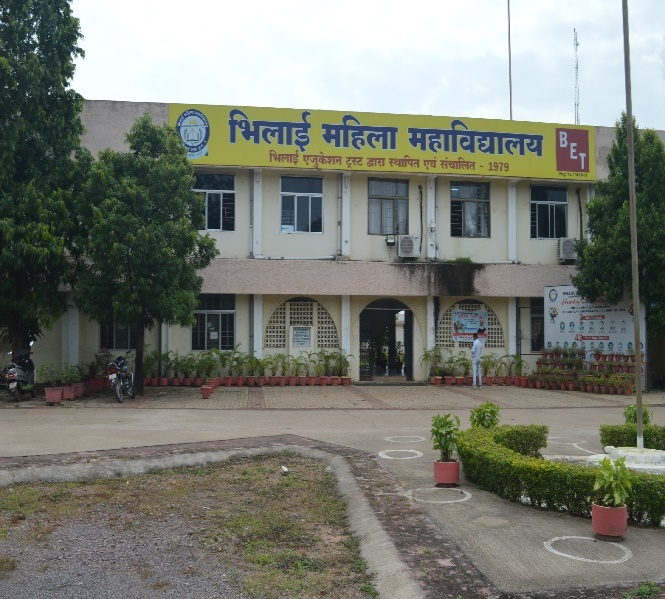 भिलाई महिला महाविद्यालय
भिलाई एजुकेशन ट्रस्ट द्वारा स्थापित एवं संचालित - 1979
BET